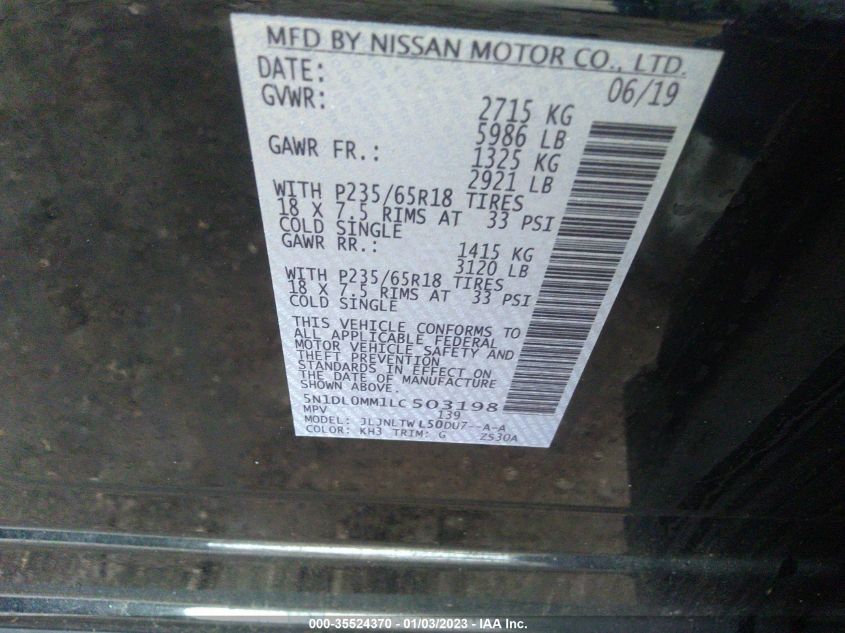 MFD BY NISSAN MOTOR CO., LTD.
DATE: 06/19
GVWR: 2715 KG
5986 LB
GAWR FR.: 1325 KG
2921 LB
WITH P235/65R18 TIRES
18 X 7.5 RIMS AT 33 PSI
COLD SINGLE
GAWR RR.: 1415 KG
3120 LB
WITH P235/65R18 TIRES
18 X 7.5 RIMS AT 33 PSI
COLD SINGLE
THIS VEHICLE CONFORMS TO
ALL APPLICABLE FEDERAL
MOTOR VEHICLE SAFETY AND
THEFT PREVENTION
STANDARDS IN EFFECT ON
THE DATE OF MANUFACTURE
SHOWN ABOVE.
5N1DL0MM1LC503198
MPV 139
MODEL: JLJNLTWL50DU7--A-A
COLOR: KH3 TRIM: G ZS30A
000-35524370 - 01/03/2023 - IAA Inc.